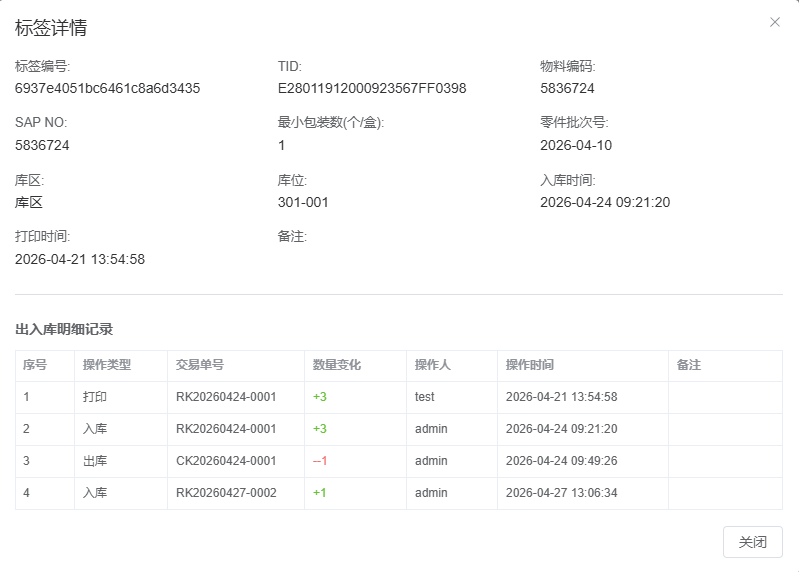 标签详情
标签编号: TID: 物料编码:
6937e4051bc6461c8a6d3435 E28011912000923567FF0398 5836724
SAP NO: 最小包装数(个/盒): 零件批次号:
5836724 1 2026-04-10
库区: 库位: 入库时间:
库区 301-001 2026-04-24 09:21:20
打印时间: 备注:
2026-04-21 13:54:58
出入库明细记录
序号 操作类型 交易单号 数量变化 操作人 操作时间 备注
1 打印 RK20260424-0001 +3 test 2026-04-21 13:54:58
2 入库 RK20260424-0001 +3 admin 2026-04-24 09:21:20
3 出库 CK20260424-0001 --1 admin 2026-04-24 09:49:26
4 入库 RK20260427-0002 +1 admin 2026-04-27 13:06:34
关闭